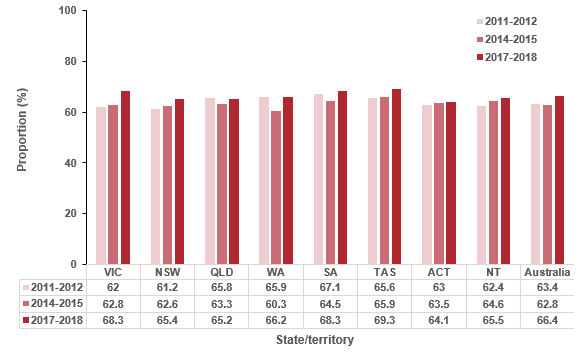 100
80
60
40
20
0
Proportion (%)
2011-2012
2014-2015
2017-2018
VIC NSW QLD WA SA TAS ACT NT Australia
2011-2012 62 61.2 65.8 65.9 67.1 65.6 63 62.4 63.4
2014-2015 62.8 62.6 63.3 60.3 64.5 65.9 63.5 64.6 62.8
2017-2018 68.3 65.4 65.2 66.2 68.3 69.3 64.1 65.5 66.4
State/territory